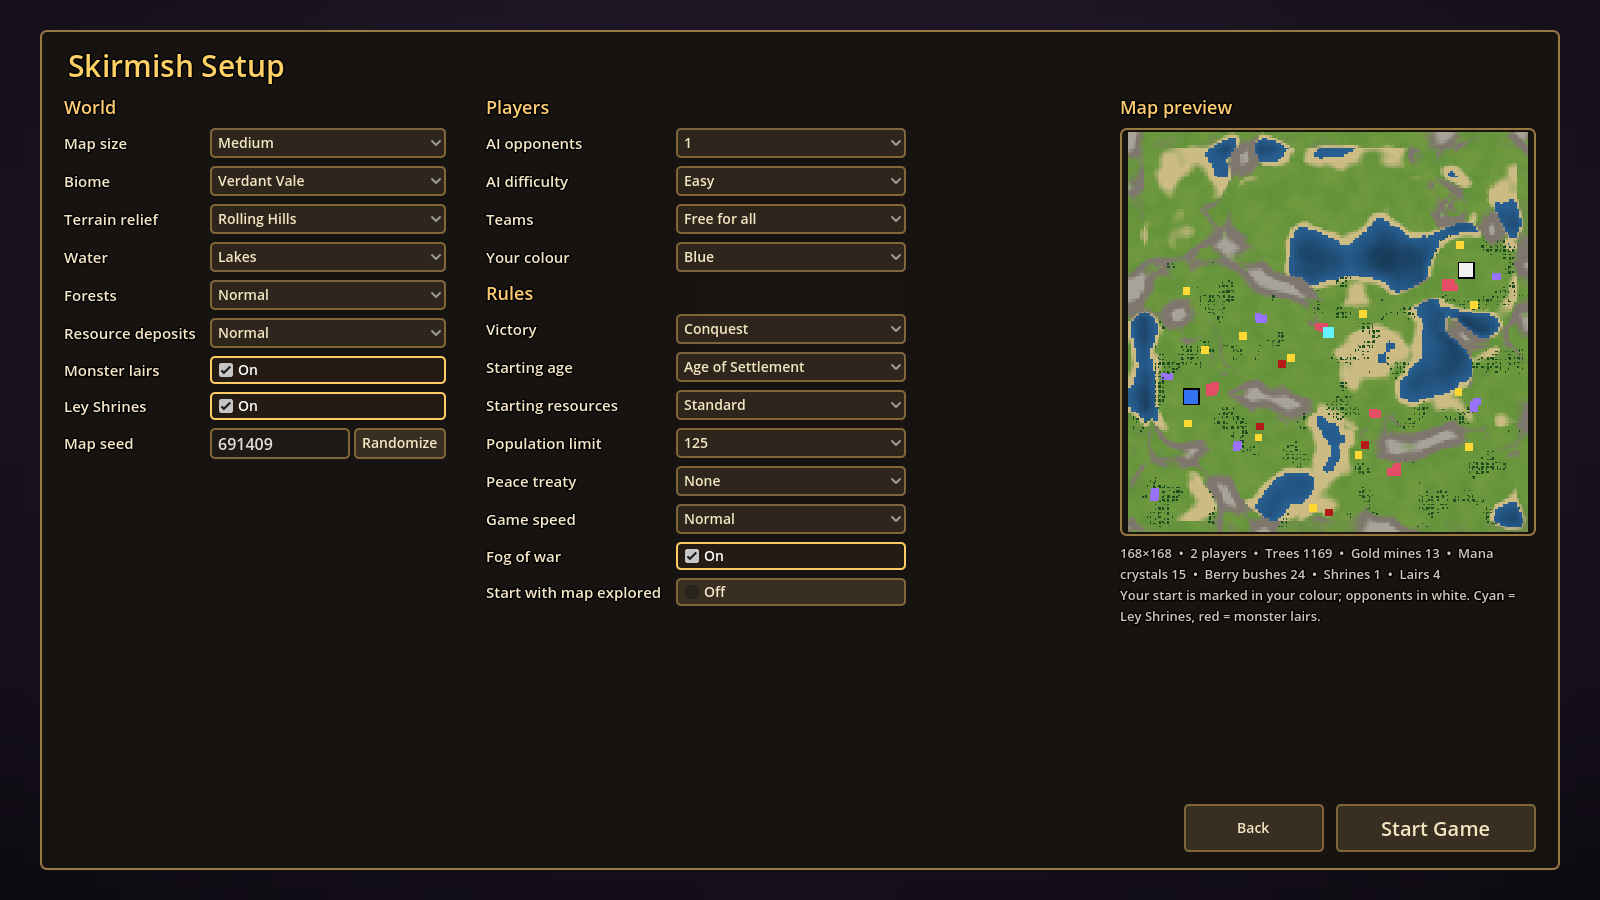 Skirmish Setup
World
Map size Medium
Biome Verdant Vale
Terrain relief Rolling Hills
Water Lakes
Forests Normal
Resource deposits Normal
Monster lairs On
Ley Shrines On
Map seed 691409 Randomize
Players
AI opponents 1
AI difficulty Easy
Teams Free for all
Your colour Blue
Rules
Victory Conquest
Starting age Age of Settlement
Starting resources Standard
Population limit 125
Peace treaty None
Game speed Normal
Fog of war On
Start with map explored Off
Map preview
168×168 • 2 players • Trees 1169 • Gold mines 13 • Mana
crystals 15 • Berry bushes 24 • Shrines 1 • Lairs 4
Your start is marked in your colour; opponents in white. Cyan =
Ley Shrines, red = monster lairs.
Back
Start Game